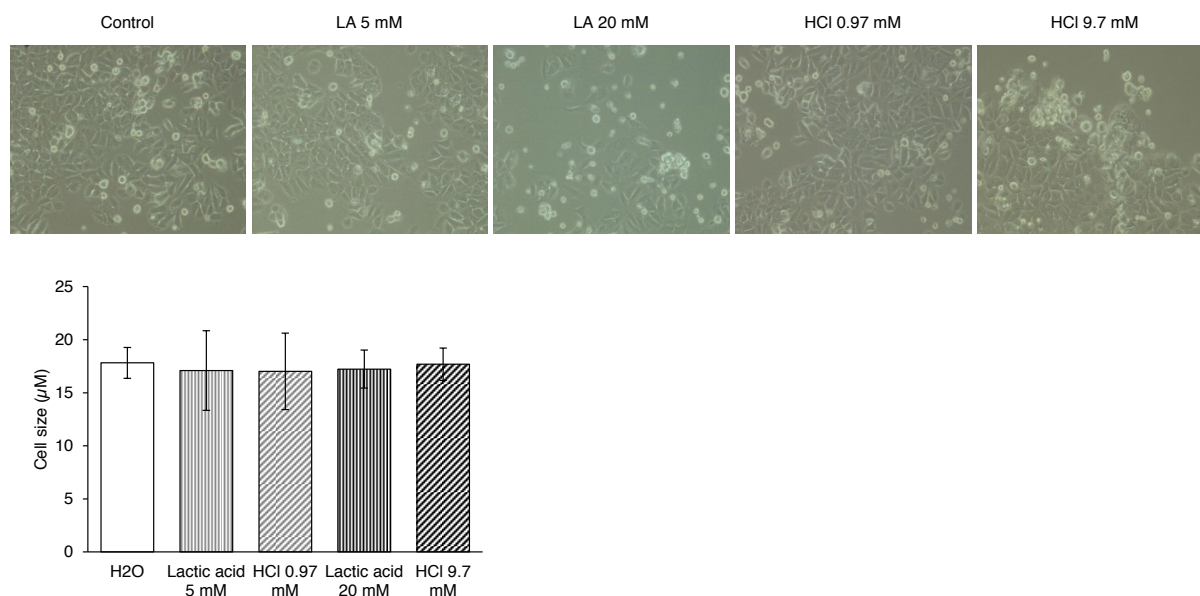 Control LA 5 mM LA 20 mM HCl 0.97 mM HCl 9.7 mM
25
20
15
10
5
0
Cell size (µM)
H2O Lactic acid HCl 0.97 Lactic acid HCl 9.7
5 mM mM 20 mM mM